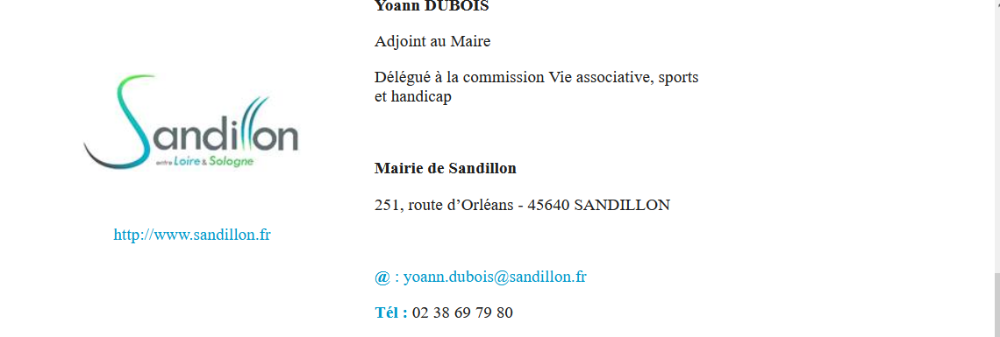 Yoann DUBOIS
Adjoint au Maire
Délégué à la commission Vie associative, sports
et handicap
Sandillon
entre Loire & Sologne
http://www.sandillon.fr
Mairie de Sandillon
251, route d’Orléans - 45640 SANDILLON
@ : yoann.dubois@sandillon.fr
Tél : 02 38 69 79 80